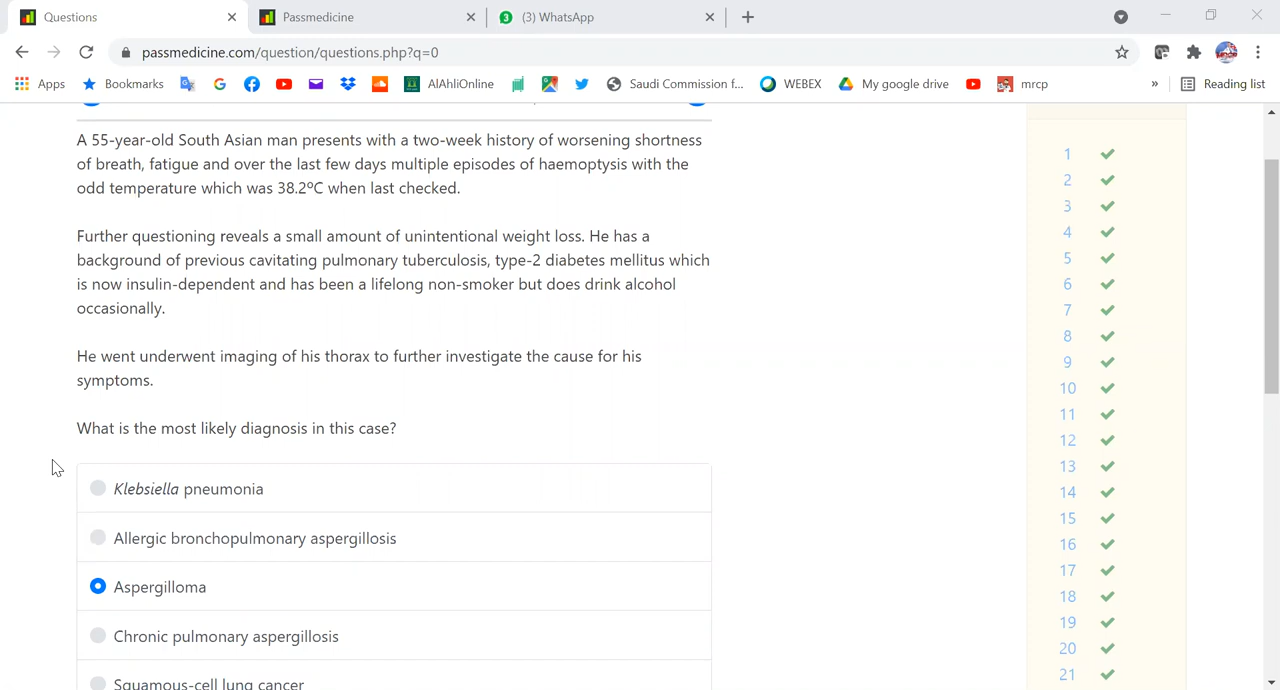 Questions
Passmedicine
3
(3) WhatsApp
passmedicine.com/question/questions.php?q=0
Apps
Bookmarks
AlAhliOnline
Saudi Commission f...
WEBEX
My google drive
mrcp
»
Reading list
A 55-year-old South Asian man presents with a two-week history of worsening shortness
of breath, fatigue and over the last few days multiple episodes of haemoptysis with the
odd temperature which was 38.2ºC when last checked.
Further questioning reveals a small amount of unintentional weight loss. He has a
background of previous cavitating pulmonary tuberculosis, type-2 diabetes mellitus which
is now insulin-dependent and has been a lifelong non-smoker but does drink alcohol
occasionally.
He went underwent imaging of his thorax to further investigate the cause for his
symptoms.
What is the most likely diagnosis in this case?
Klebsiella pneumonia
Allergic bronchopulmonary aspergillosis
Aspergilloma
Chronic pulmonary aspergillosis
Squamous-cell lung cancer
1
2
3
4
5
6
7
8
9
10
11
12
13
14
15
16
17
18
19
20
21